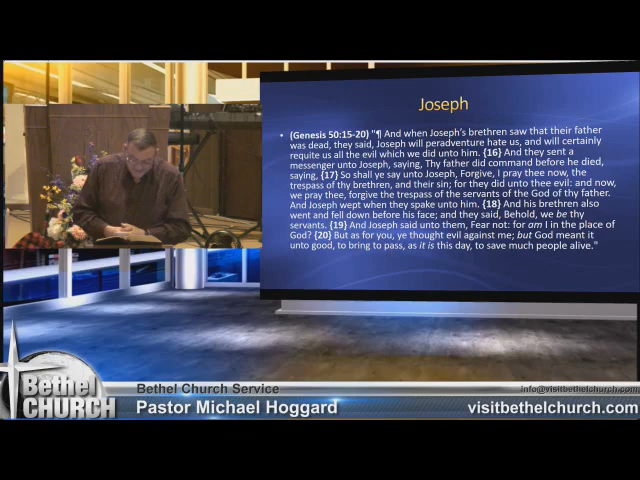 Joseph
• (Genesis 50:15-20) "¶ And when Joseph's brethren saw that their father
was dead, they said, Joseph will peradventure hate us, and will certainly
requite us all the evil which we did unto him. {16} And they sent a
messenger unto Joseph, saying, Thy father did command before he died,
saying, {17} So shall ye say unto Joseph, Forgive, I pray thee now, the
trespass of thy brethren, and their sin; for they did unto thee evil: and now,
we pray thee, forgive the trespass of the servants of the God of thy father.
And Joseph wept when they spake unto him. {18} And his brethren also
went and fell down before his face; and they said, Behold, we be thy
servants. {19} And Joseph said unto them, Fear not: for am I in the place of
God? {20} But as for you, ye thought evil against me; but God meant it
unto good, to bring to pass, as it is this day, to save much people alive."
Bethel
CHURCH
Bethel Church Service
info@visitbethelchurch.com
Pastor Michael Hoggard
visitbethelchurch.com